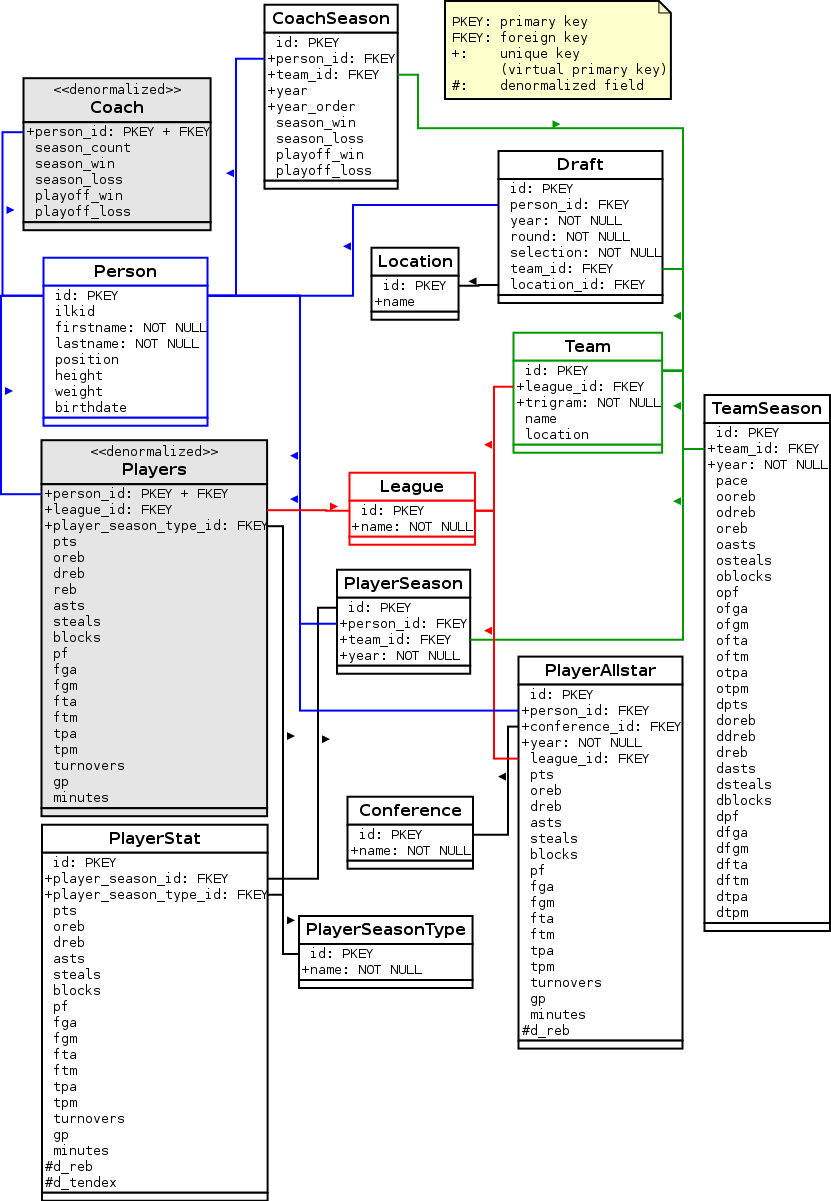 CoachSeason
id: PKEY
+person_id: FKEY
+team_id: FKEY
+year
+year_order
season_win
season_loss
playoff_win
playoff_loss
PKEY: primary key
FKEY: foreign key
+: unique key
(virtual primary key)
#: denormalized field
<<denormalized>>
Coach
+person_id: PKEY + FKEY
season_count
season_win
season_loss
playoff_win
playoff_loss
Draft
id: PKEY
person_id: FKEY
year: NOT NULL
round: NOT NULL
selection: NOT NULL
team_id: FKEY
location_id: FKEY
Location
id: PKEY
+name
Person
id: PKEY
ilkid
firstname: NOT NULL
lastname: NOT NULL
position
height
weight
birthdate
Team
id: PKEY
+league_id: FKEY
+trigram: NOT NULL
name
location
TeamSeason
id: PKEY
+team_id: FKEY
+year: NOT NULL
pace
ooreb
odreb
oreb
oasts
osteals
oblocks
opf
ofga
ofgm
ofta
oftm
otpa
otpm
dpts
doreb
ddreb
dreb
dasts
dsteals
dblocks
dpf
dfga
dfgm
dfta
dftm
dtpa
dtpm
<<denormalized>>
Players
+person_id: PKEY + FKEY
+league_id: FKEY
+player_season_type_id: FKEY
pts
oreb
dreb
reb
asts
steals
blocks
pf
fga
fgm
fta
ftm
tpa
tpm
turnovers
gp
minutes
League
id: PKEY
+name: NOT NULL
PlayerSeason
id: PKEY
+person_id: FKEY
+team_id: FKEY
+year: NOT NULL
PlayerAllstar
id: PKEY
+person_id: FKEY
+conference_id: FKEY
+year: NOT NULL
league_id: FKEY
pts
oreb
dreb
asts
steals
blocks
pf
fga
fgm
fta
ftm
tpa
tpm
turnovers
gp
minutes
#d_reb
Conference
id: PKEY
+name: NOT NULL
PlayerStat
id: PKEY
+player_season_id: FKEY
+player_season_type_id: FKEY
pts
oreb
dreb
asts
steals
blocks
pf
fga
fgm
fta
ftm
tpa
tpm
turnovers
gp
minutes
#d_reb
#d_tendex
PlayerSeasonType
id: PKEY
+name: NOT NULL